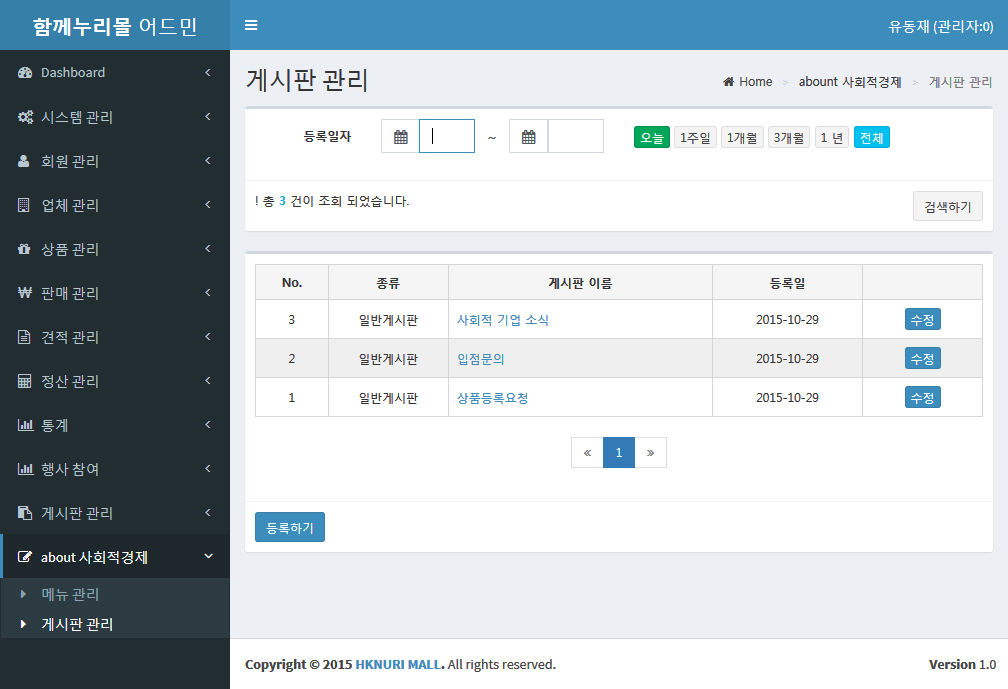 함께누리몰 어드민
유동재 (관리자:0)
Dashboard
시스템 관리
회원 관리
업체 관리
상품 관리
판매 관리
견적 관리
정산 관리
통계
행사 참여
게시판 관리
about 사회적경제
메뉴 관리
게시판 관리
게시판 관리
Home > abount 사회적경제 > 게시판 관리
등록일자 ~ 오늘 1주일 1개월 3개월 1 년 전체
! 총 3 건이 조회 되었습니다.
검색하기
No. 종류 게시판 이름 등록일
3 일반게시판 사회적 기업 소식 2015-10-29 수정
2 일반게시판 입점문의 2015-10-29 수정
1 일반게시판 상품등록요청 2015-10-29 수정
« 1 »
등록하기
Copyright © 2015 HKNURI MALL. All rights reserved.
Version 1.0